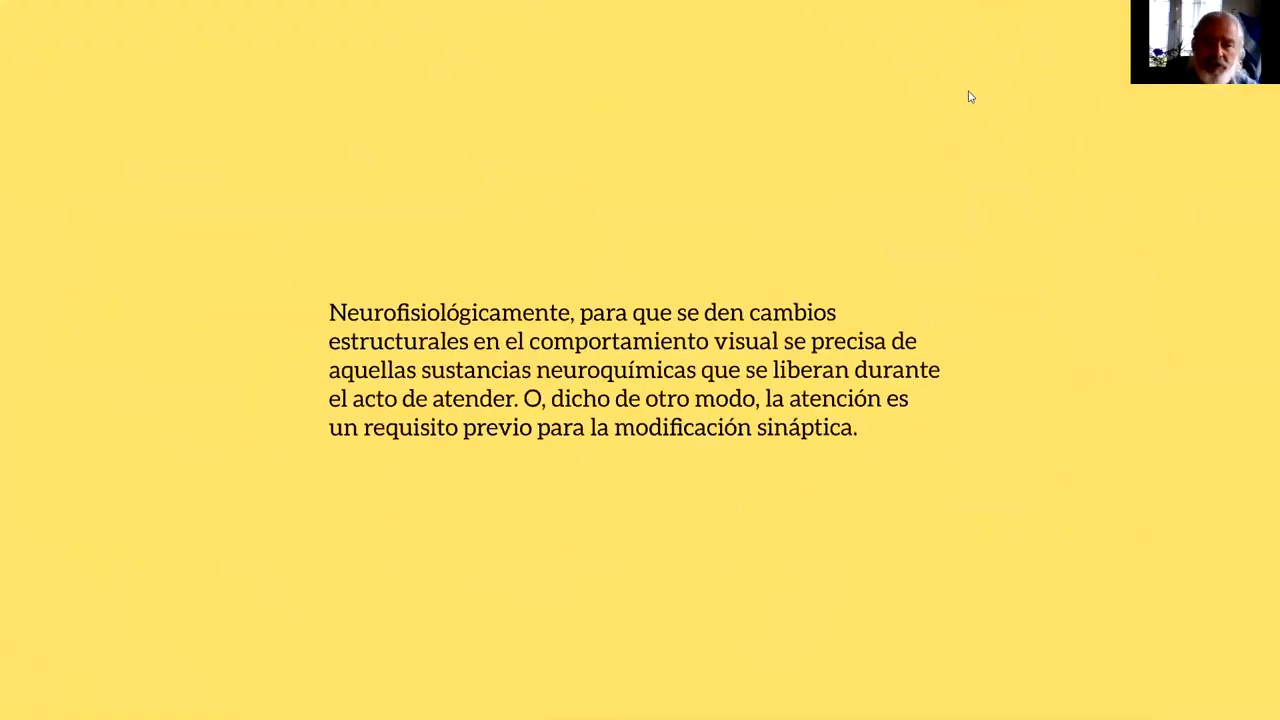 Neurofisiológicamente, para que se den cambios
estructurales en el comportamiento visual se precisa de
aquellas sustancias neuroquímicas que se liberan durante
el acto de atender. O, dicho de otro modo, la atención es
un requisito previo para la modificación sináptica.